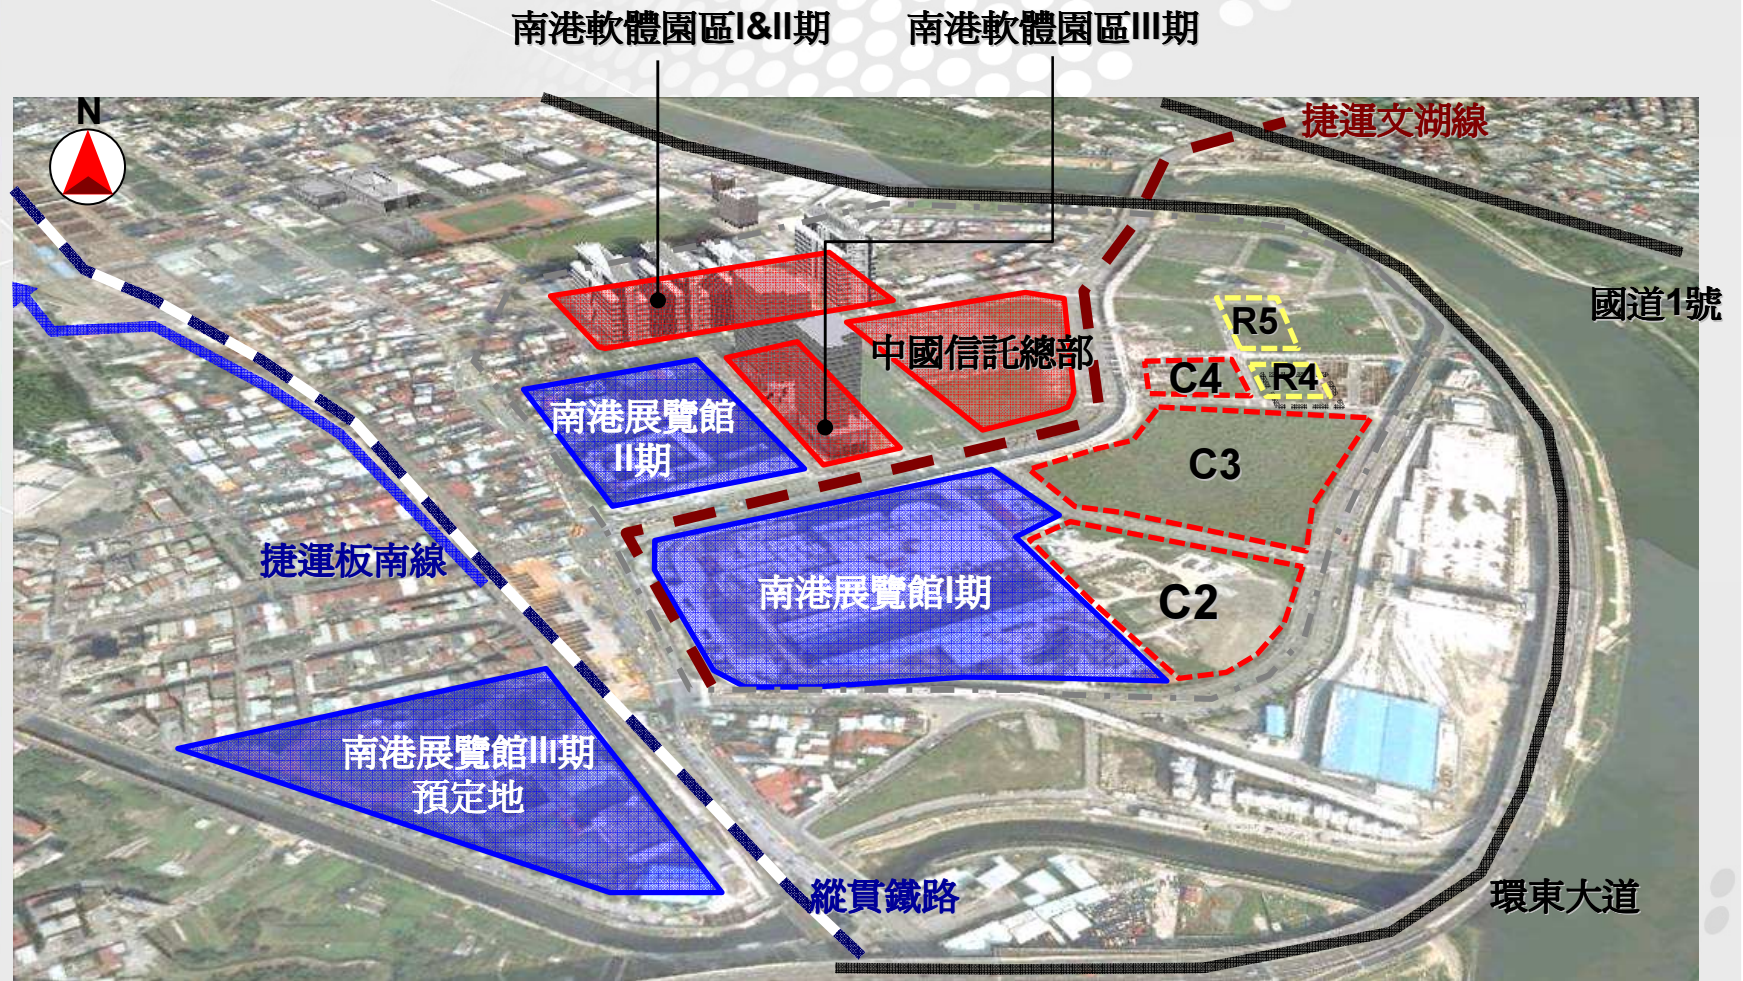 南港軟體園區I&II期
南港軟體園區III期
N
捷運文湖線
國道1號
R5
中國信託總部
C4
R4
南港展覽館
II期
C3
捷運板南線
南港展覽館I期
C2
南港展覽館III期
預定地
縱貫鐵路
環東大道